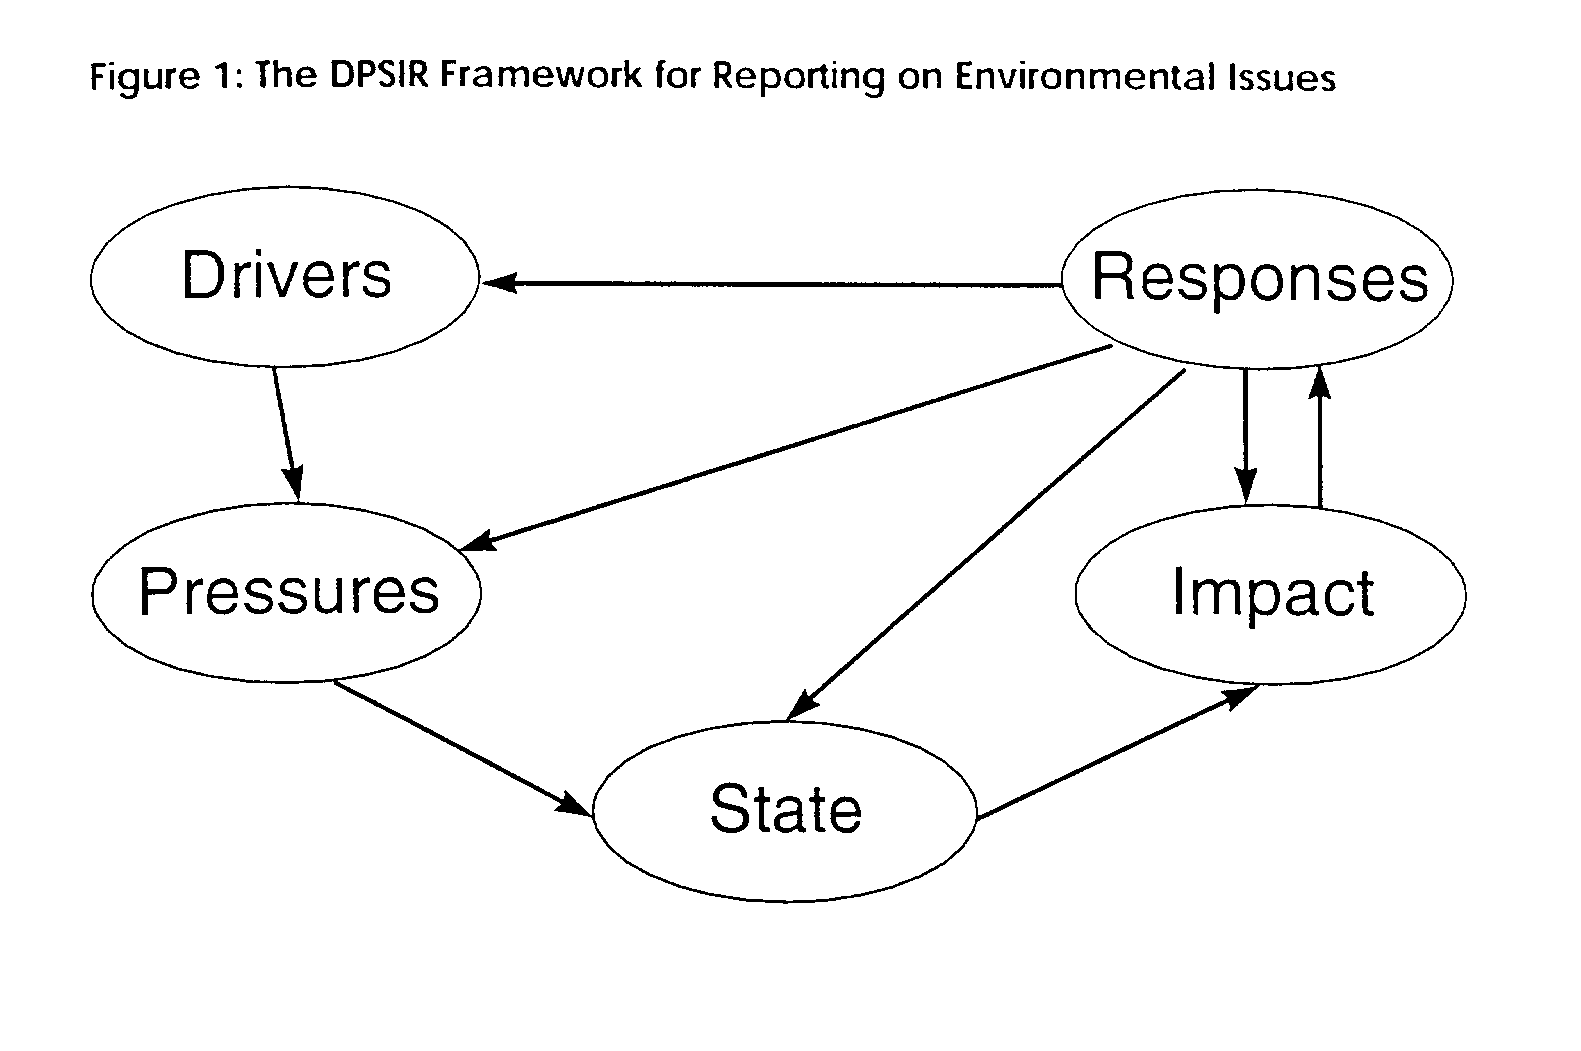 Figure 1: The DPSIR Framework for Reporting on Environmental Issues
Drivers
Responses
Pressures
Impact
State